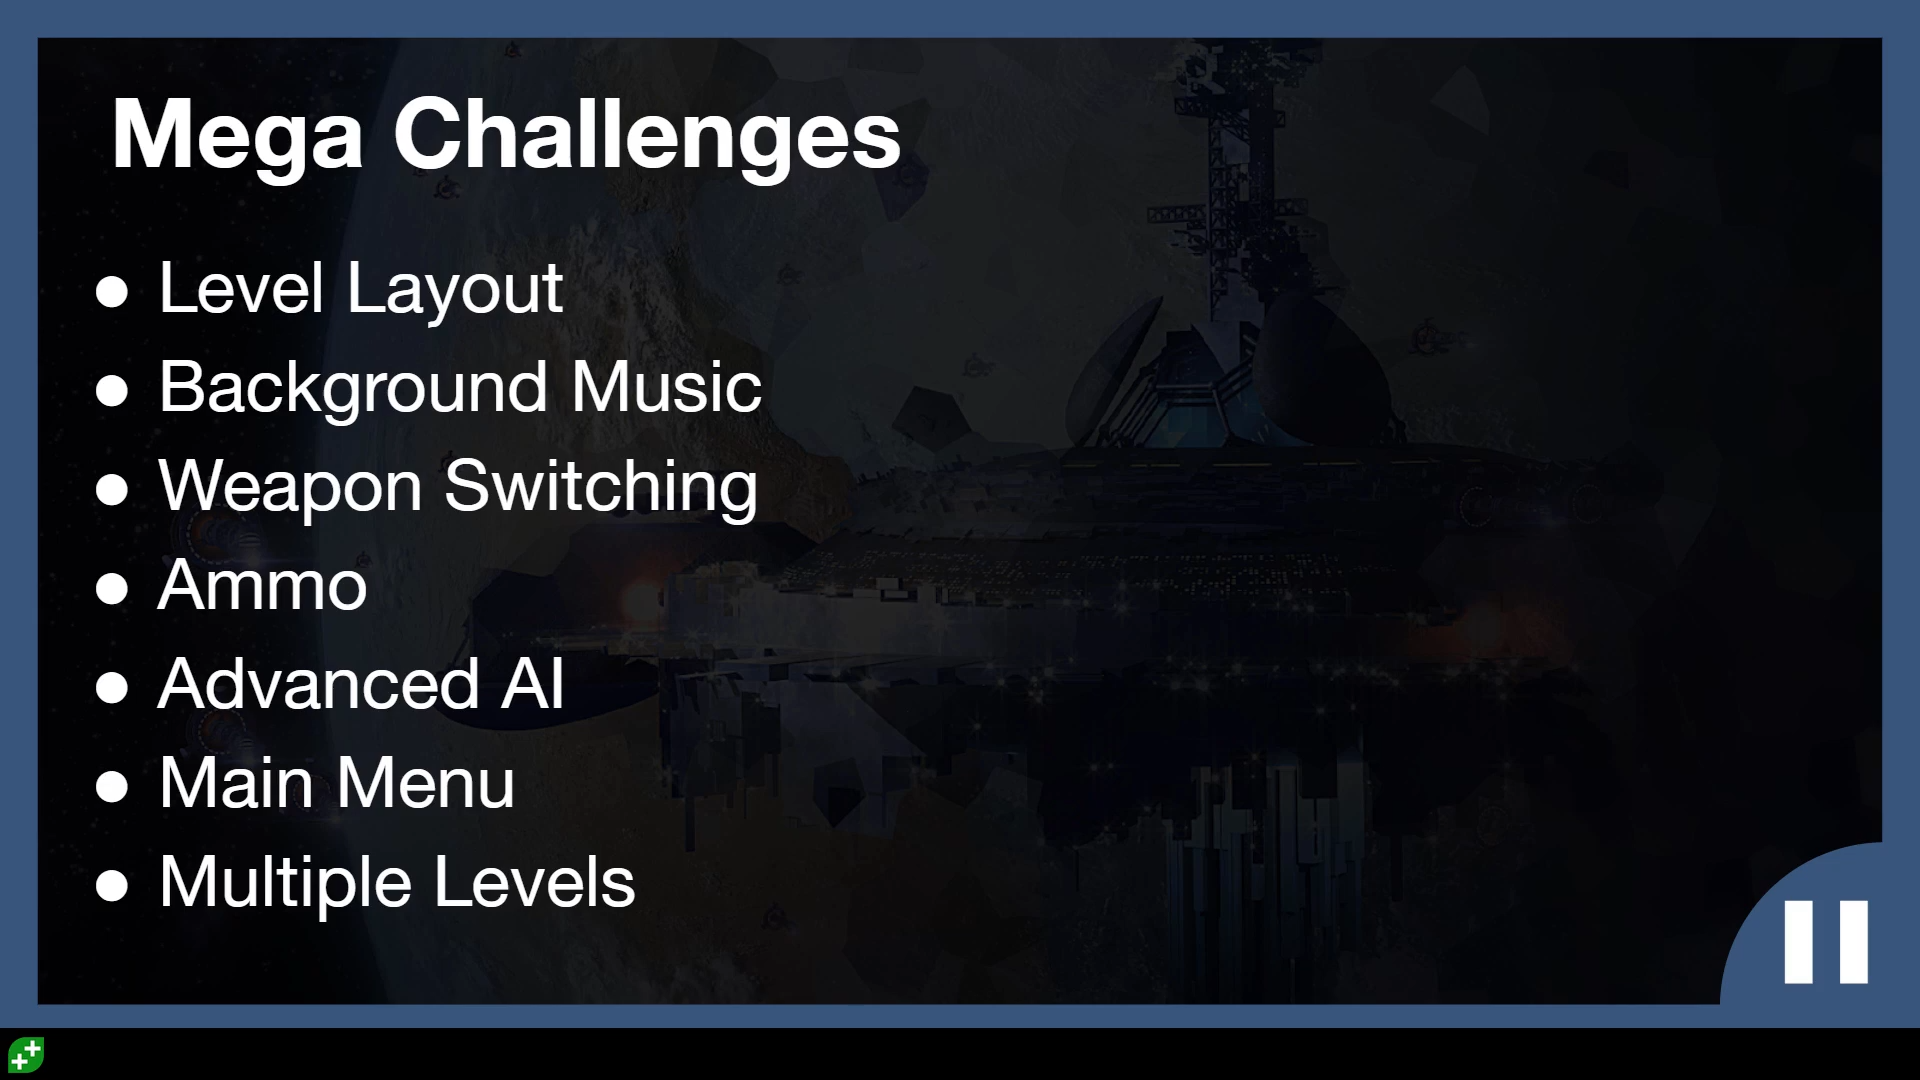 Mega Challenges
● Level Layout
● Background Music
● Weapon Switching
● Ammo
● Advanced AI
● Main Menu
● Multiple Levels